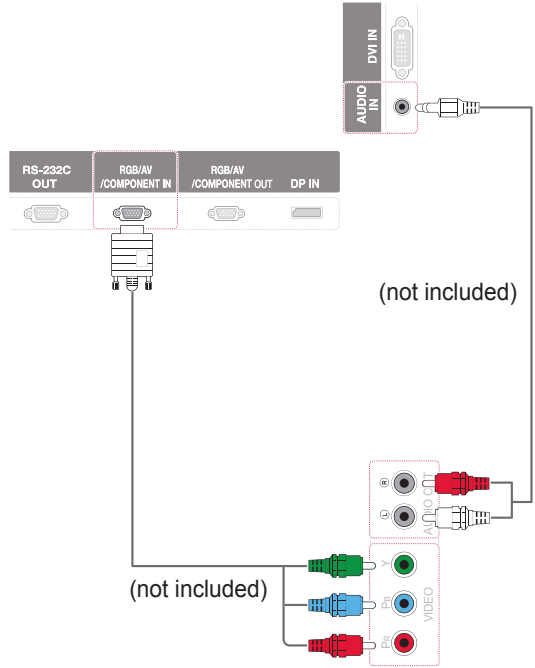 DVI IN
AUDIO
IN
RS-232C
OUT
RGB/AV
/COMPONENT IN
RGB/AV
/COMPONENT OUT
DP IN
(not included)
R
L
AUDIO OUT
(not included)
Y
PB
PR
VIDEO